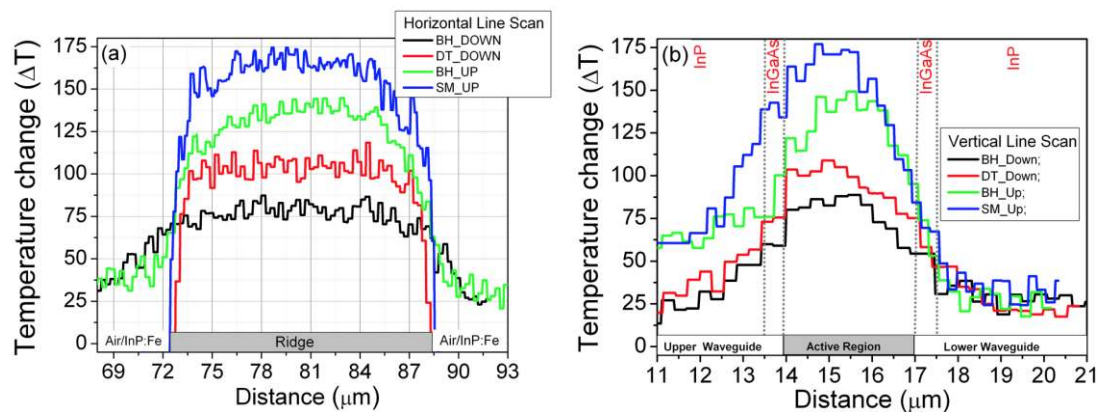 (a)
Horizontal Line Scan
BH_DOWN
DT_DOWN
BH_UP
SM_UP
Temperature change (ΔT)
175
150
125
100
75
50
25
0
Air/InP:Fe
Ridge
Air/InP:Fe
69 72 75 78 81 84 87 90 93
Distance (μm)
(b)
InP
InGaAs
InGaAs
InP
Vertical Line Scan
BH_Down;
DT_Down;
BH_Up;
SM_Up;
Temperature change (ΔT)
175
150
125
100
75
50
25
0
Upper Waveguide
Active Region
Lower Waveguide
11 12 13 14 15 16 17 18 19 20 21
Distance (μm)